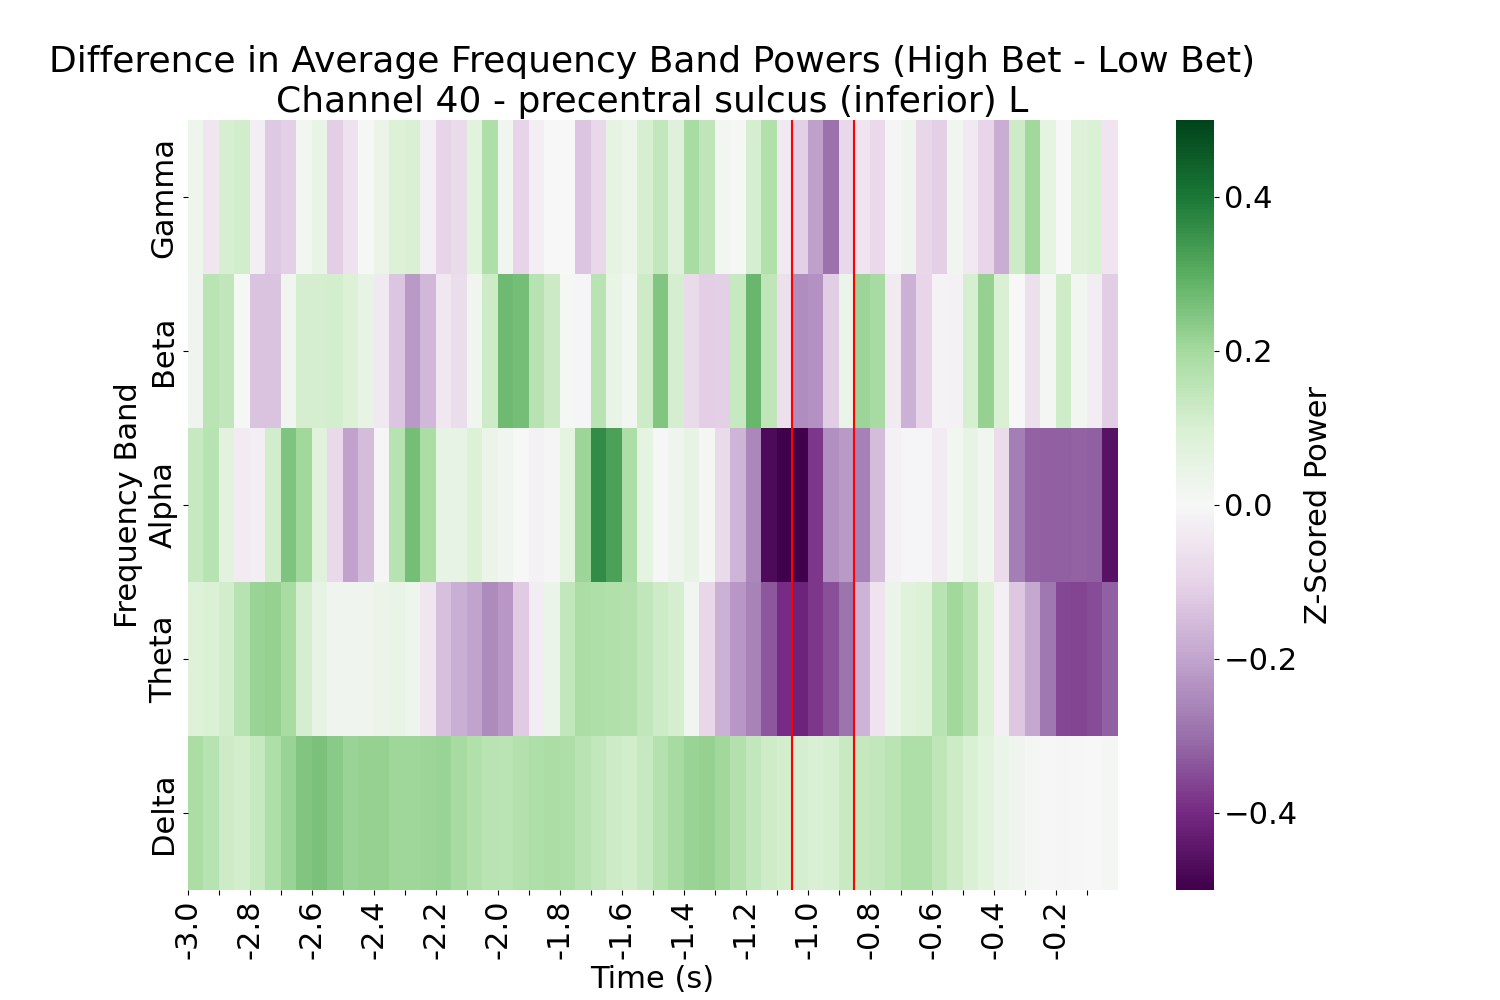 Difference in Average Frequency Band Powers (High Bet - Low Bet)
Channel 40 - precentral sulcus (inferior) L
Frequency Band
Gamma
Beta
Alpha
Theta
Delta
-3.0
-2.8
-2.6
-2.4
-2.2
-2.0
-1.8
-1.6
-1.4
-1.2
-1.0
-0.8
-0.6
-0.4
-0.2
Time (s)
0.4
0.2
0.0
−0.2
−0.4
Z-Scored Power